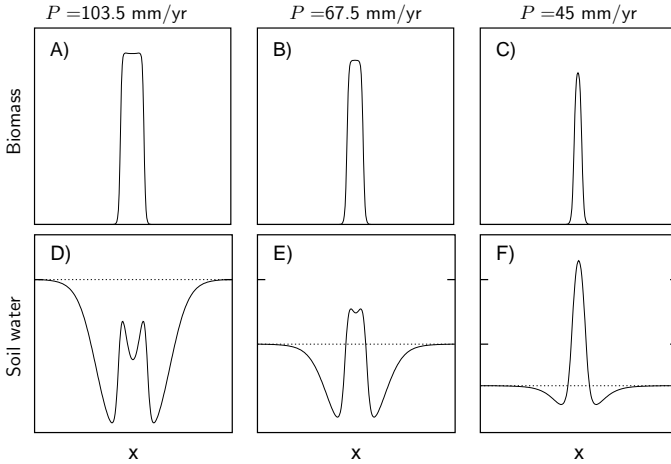 P =103.5 mm/yr P =67.5 mm/yr P =45 mm/yr
A) B) C)
Biomass
D) E) F)
Soil water
x x x